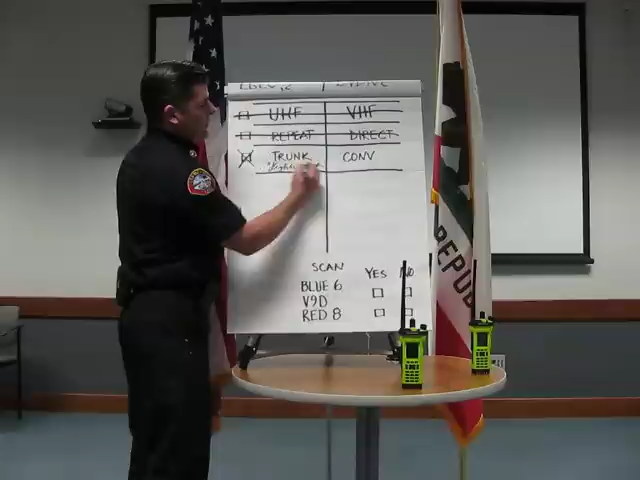 UHF VHF
REPEAT DIRECT
TRUNK CONV
SCAN YES NO
BLUE 6
V9D
RED 8
REPUB